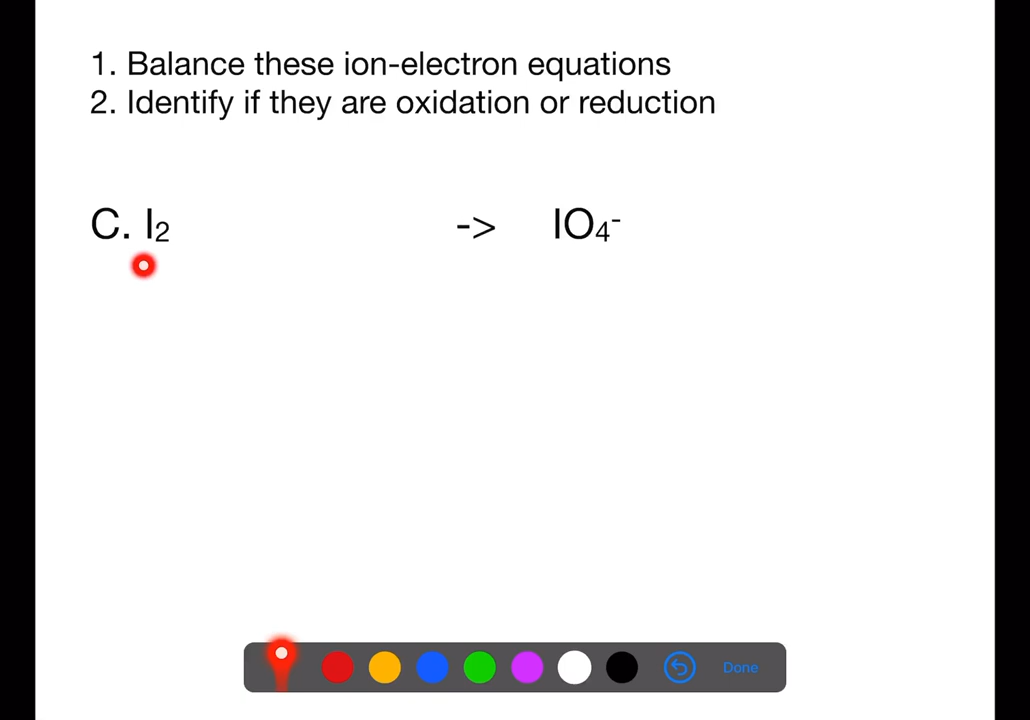 1. Balance these ion-electron equations
2. Identify if they are oxidation or reduction
C. I₂ -> IO₄⁻
Done